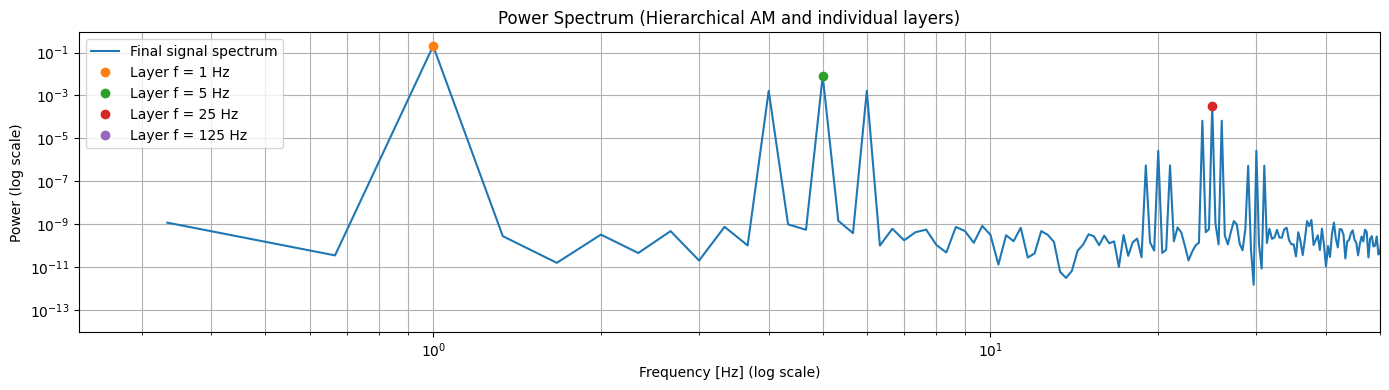 Power Spectrum (Hierarchical AM and individual layers)
Final signal spectrum
Layer f = 1 Hz
Layer f = 5 Hz
Layer f = 25 Hz
Layer f = 125 Hz
Power (log scale)
10⁻¹
10⁻³
10⁻⁵
10⁻⁷
10⁻⁹
10⁻¹¹
10⁻¹³
10⁰
10¹
Frequency [Hz] (log scale)